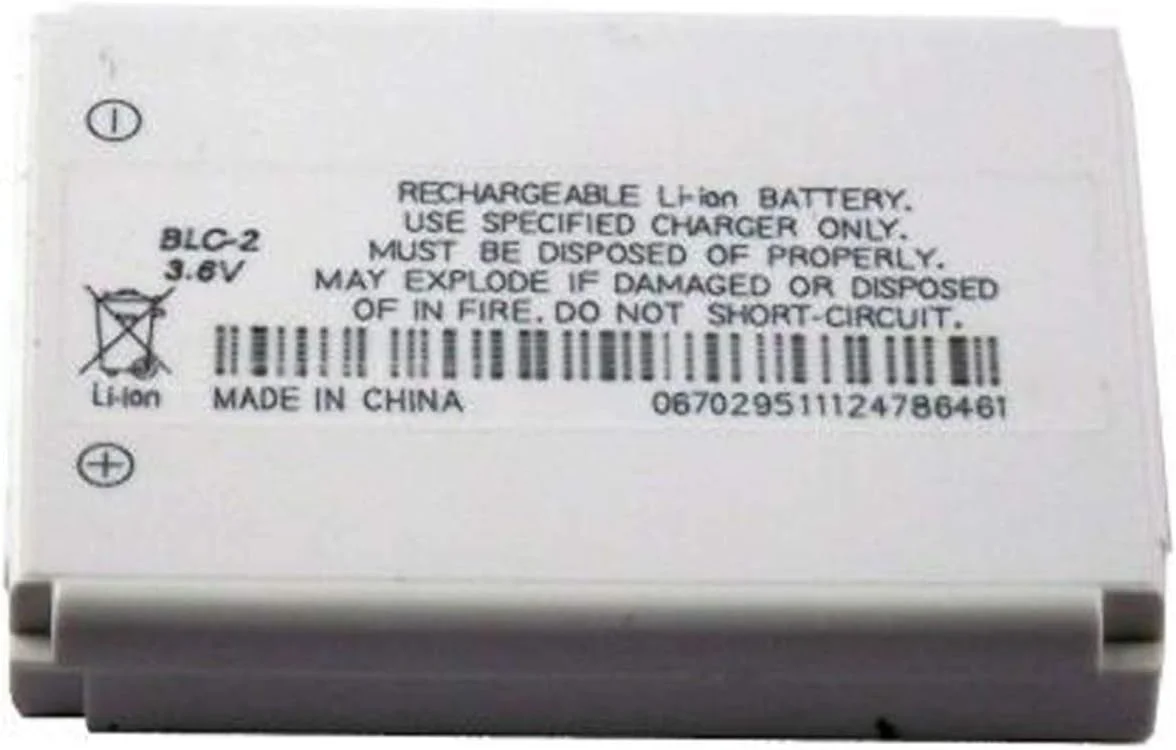 RECHARGEABLE Li-ion BATTERY.
USE SPECIFIED CHARGER ONLY.
MUST BE DISPOSED OF PROPERLY.
MAY EXPLODE IF DAMAGED OR DISPOSED
OF IN FIRE. DO NOT SHORT-CIRCUIT.
BLC-2
3.6V
Li-ion
MADE IN CHINA
0670295111124786461